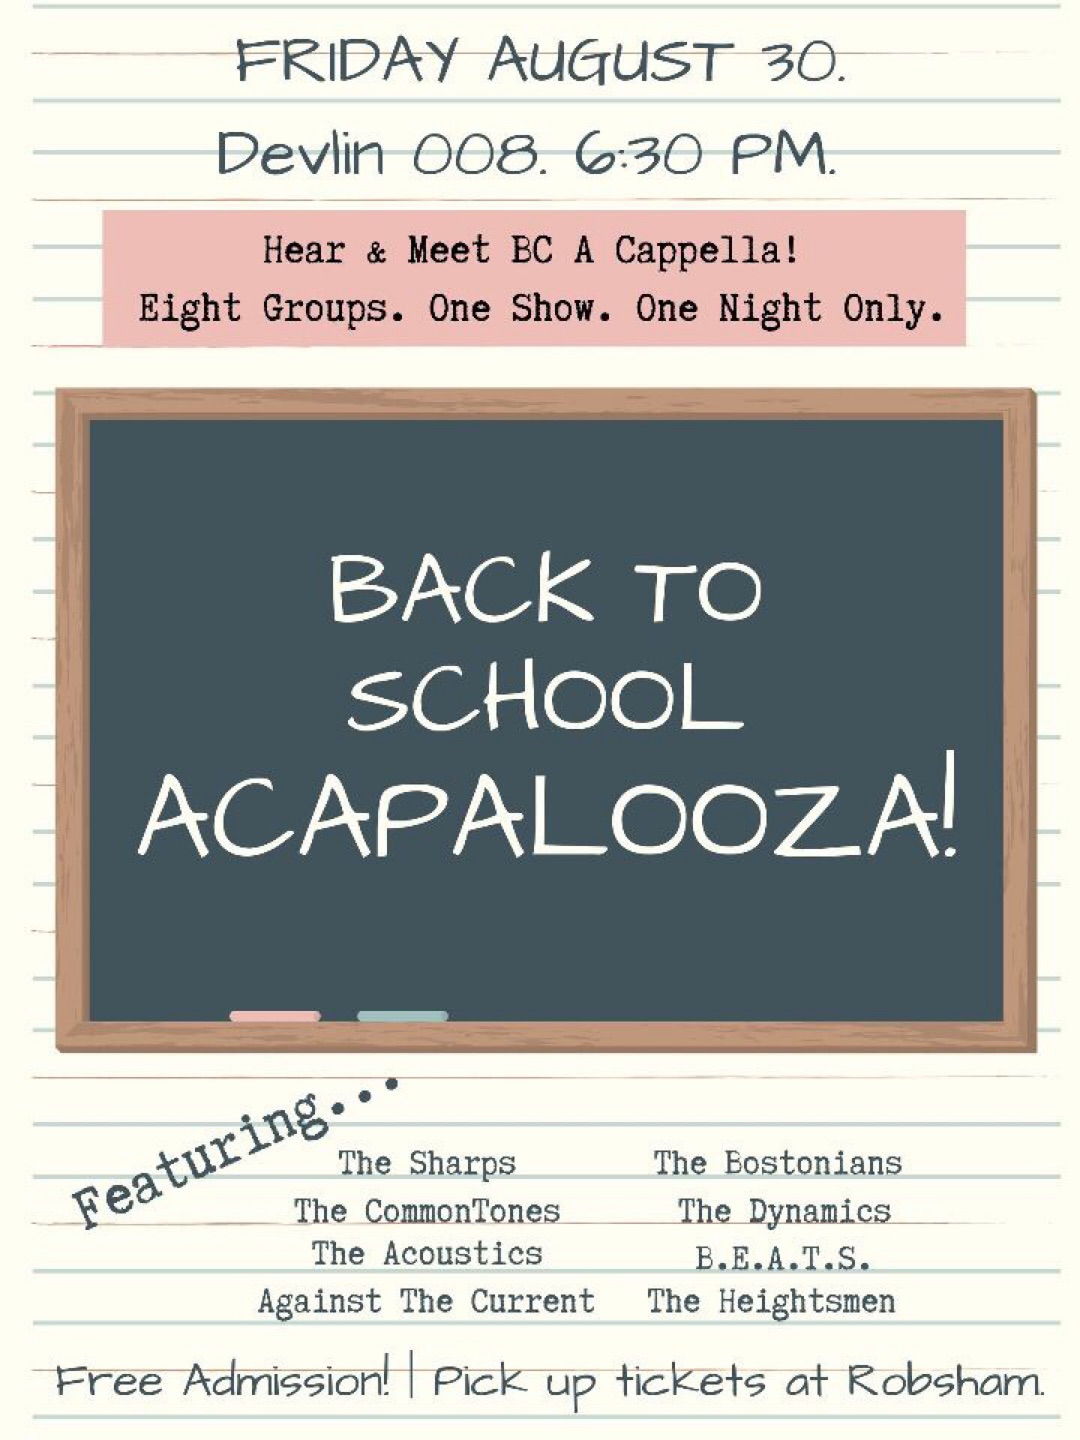 FRIDAY AUGUST 30.
Devlin 008. 6:30 PM.
Hear & Meet BC A Cappella!
Eight Groups. One Show. One Night Only.
BACK TO
SCHOOL
ACAPALOOZA!
Featuring...
The Sharps
The CommonTones
The Acoustics
Against The Current
The Bostonians
The Dynamics
B.E.A.T.S.
The Heightsmen
Free Admission! | Pick up tickets at Robsham.